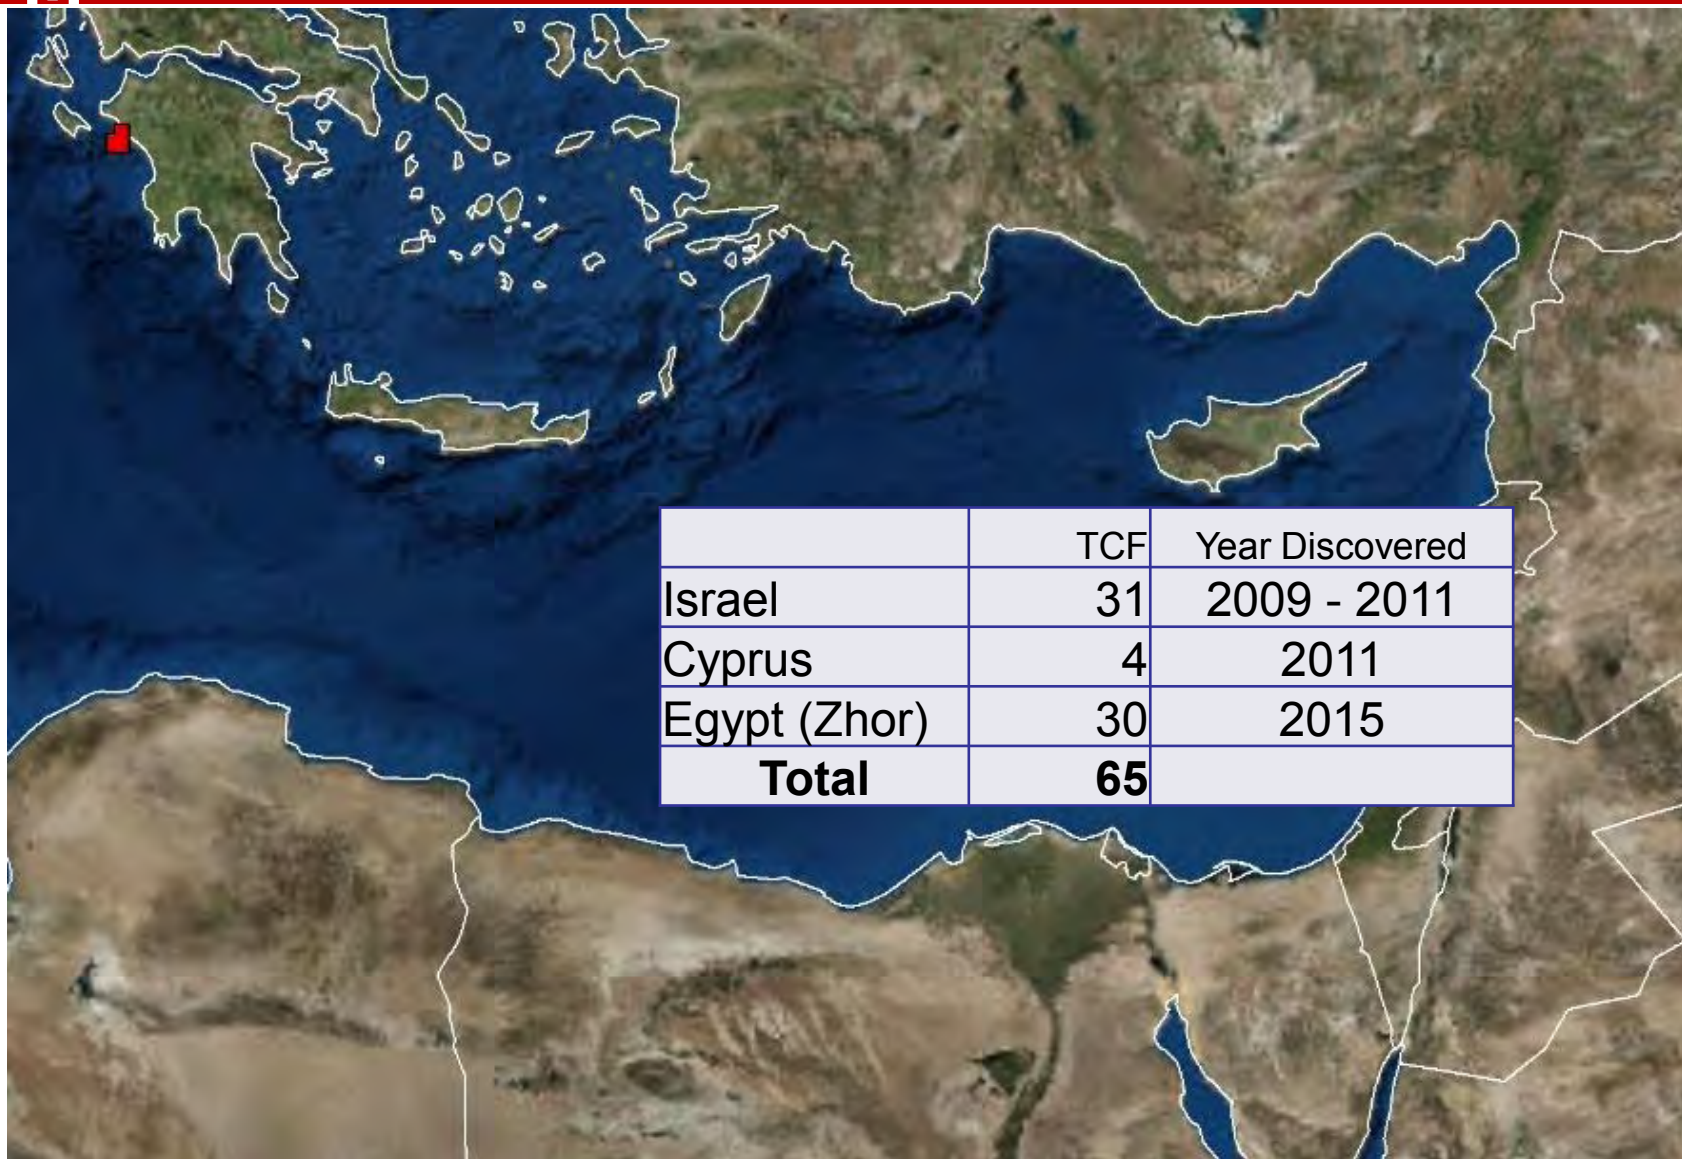 TCF Year Discovered
Israel 31 2009 - 2011
Cyprus 4 2011
Egypt (Zhor) 30 2015
Total 65